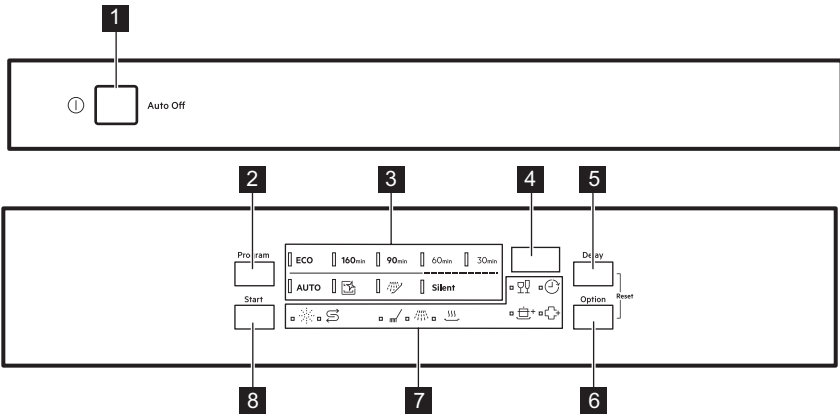 1
Auto Off
2
3
4
5
Program
ECO 160min 90min 60min 30min
Delay
AUTO Silent
Start
Option
Reset
8
7
6